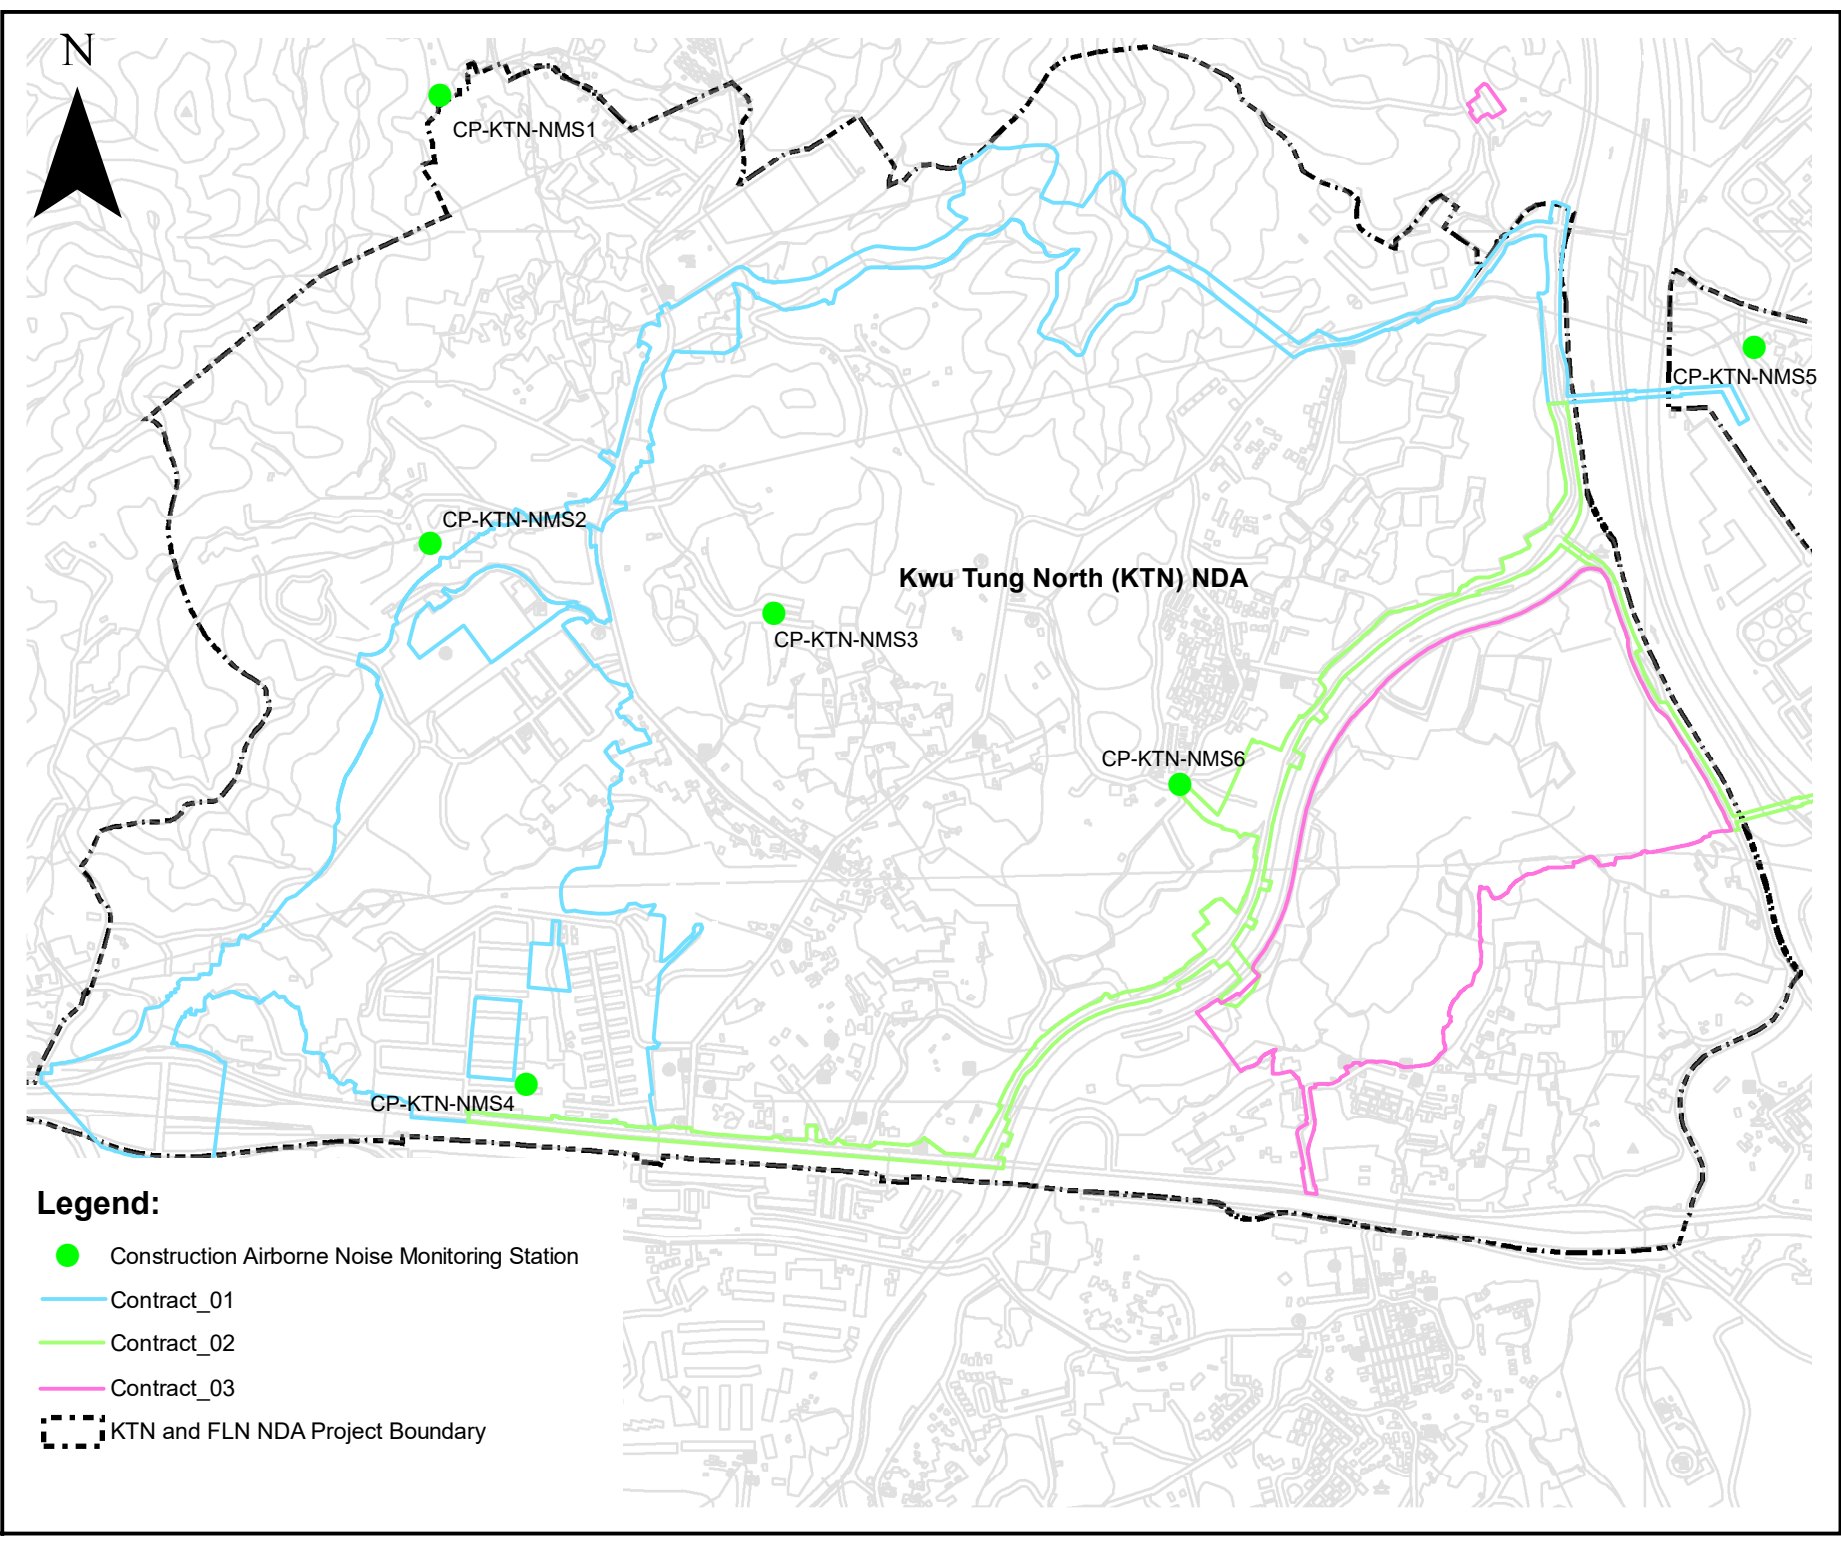 N
CP-KTN-NMS1
CP-KTN-NMS5
CP-KTN-NMS2
Kwu Tung North (KTN) NDA
CP-KTN-NMS3
CP-KTN-NMS6
CP-KTN-NMS4
Legend:
Construction Airborne Noise Monitoring Station
Contract_01
Contract_02
Contract_03
KTN and FLN NDA Project Boundary